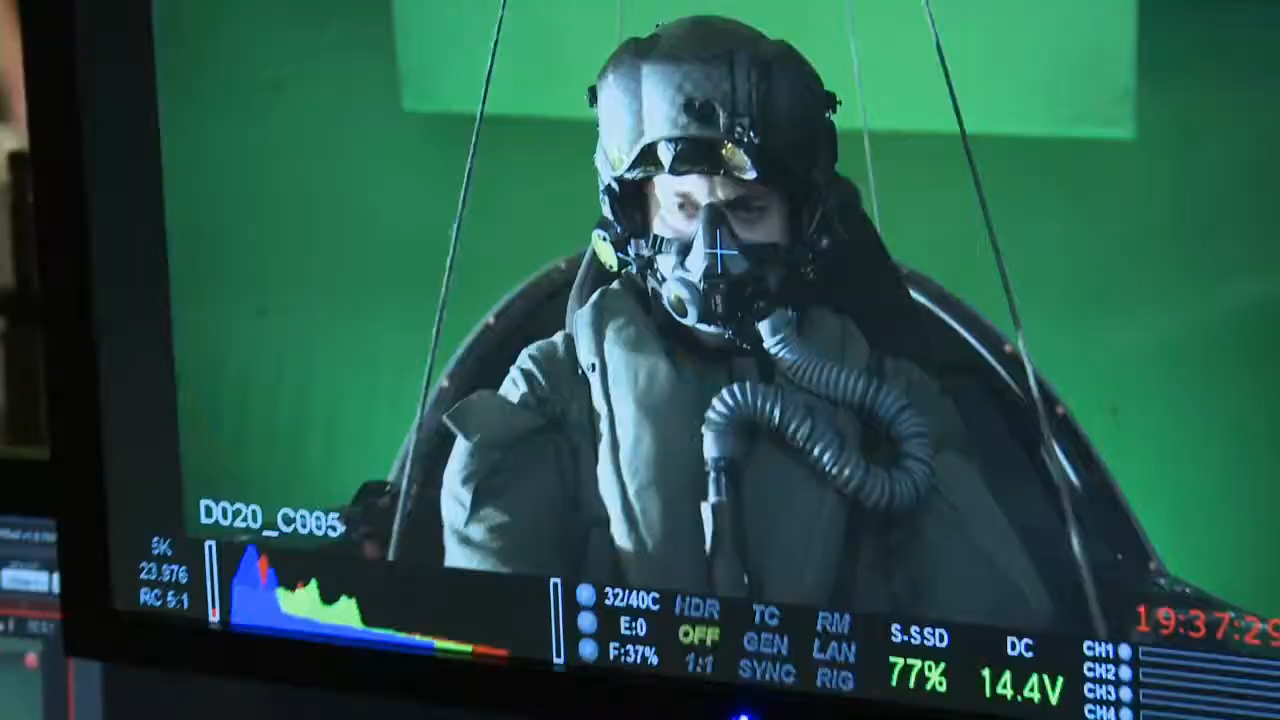 D020_C005
5K
23.976
RC 5:1
32/40C
E:0
F:37%
HDR
OFF
1:1
TC
GEN
SYNC
RM
LAN
RIG
S-SSD
77%
DC
14.4V
19:37:29
CH1
CH2
CH3
CH4